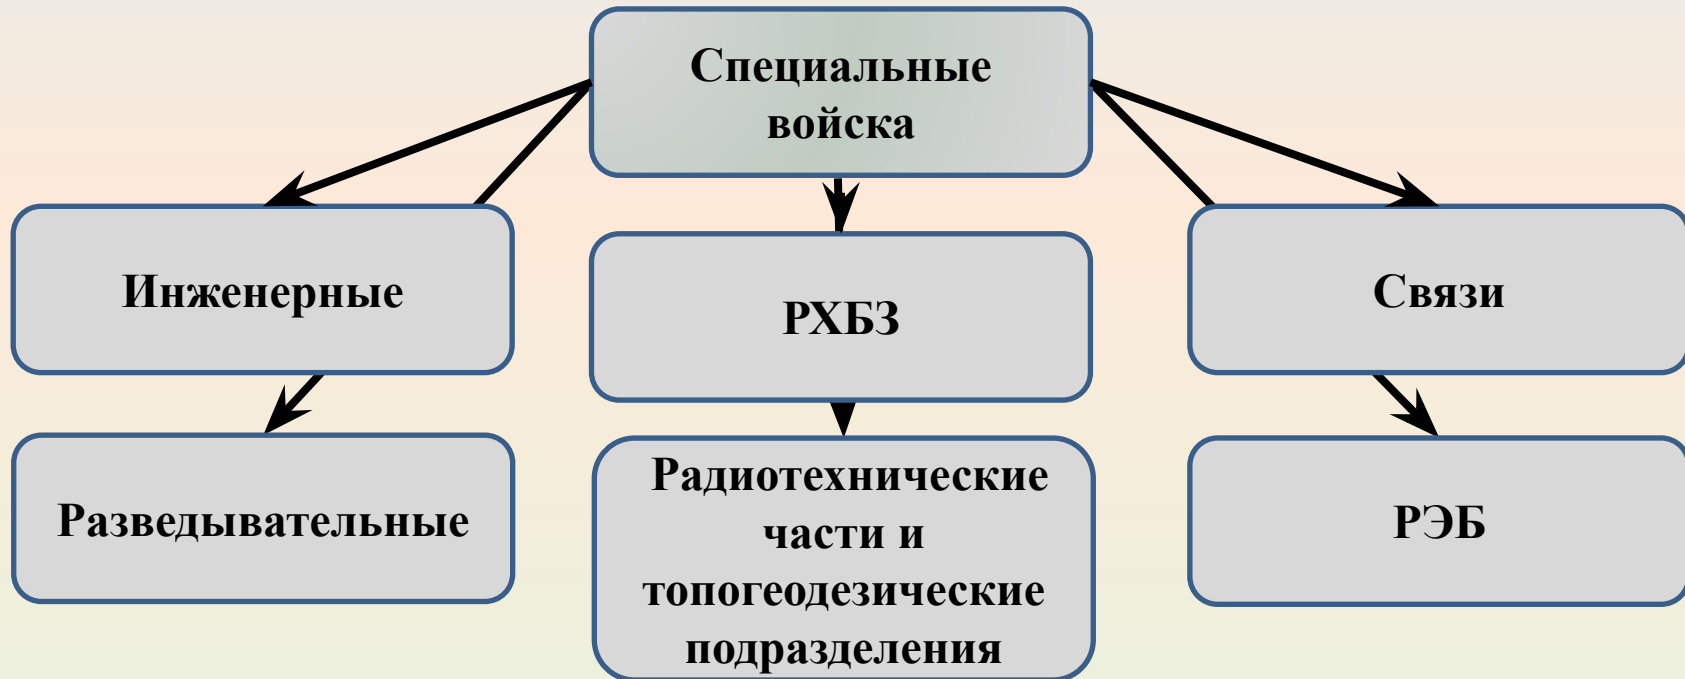 Специальные
войска
Инженерные
РХБЗ
Связи
Разведывательные
Радиотехнические
части и
топогеодезические
подразделения
РЭБ